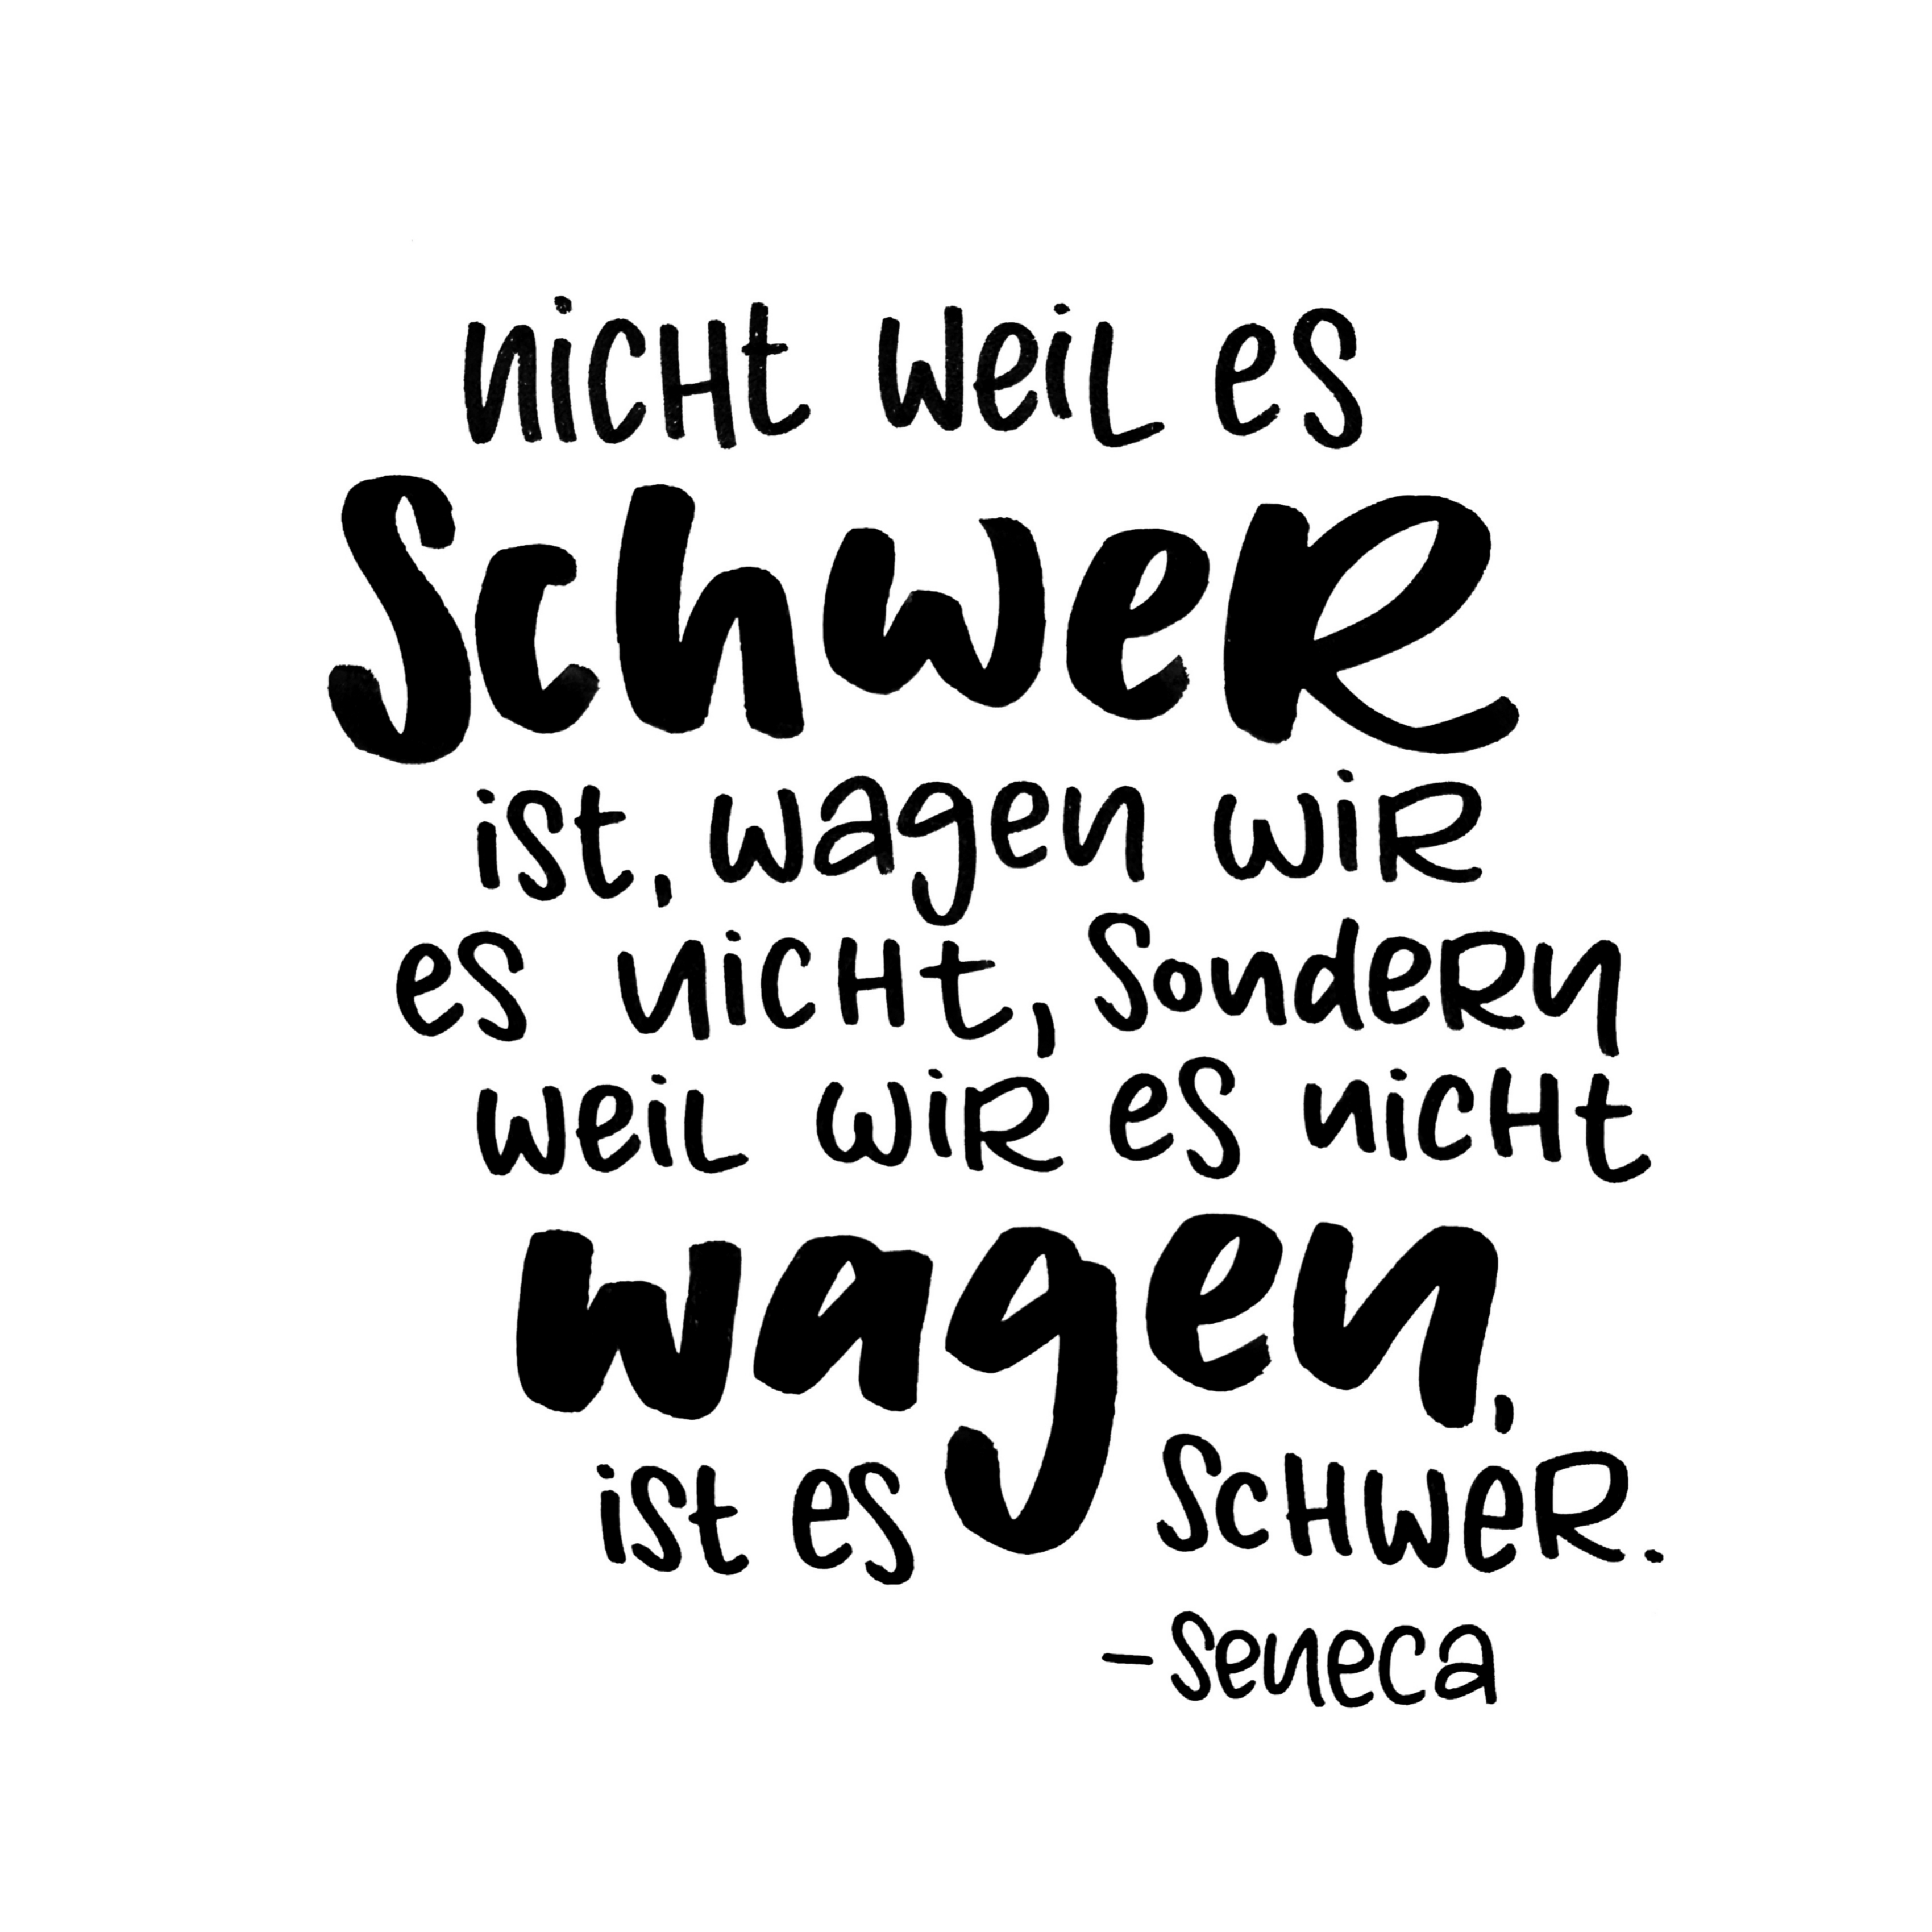 nicht weil es
Schwer
ist, wagen wir
es nicht, Sondern
weil wir es nicht
wagen,
ist es Schwer.
- Seneca